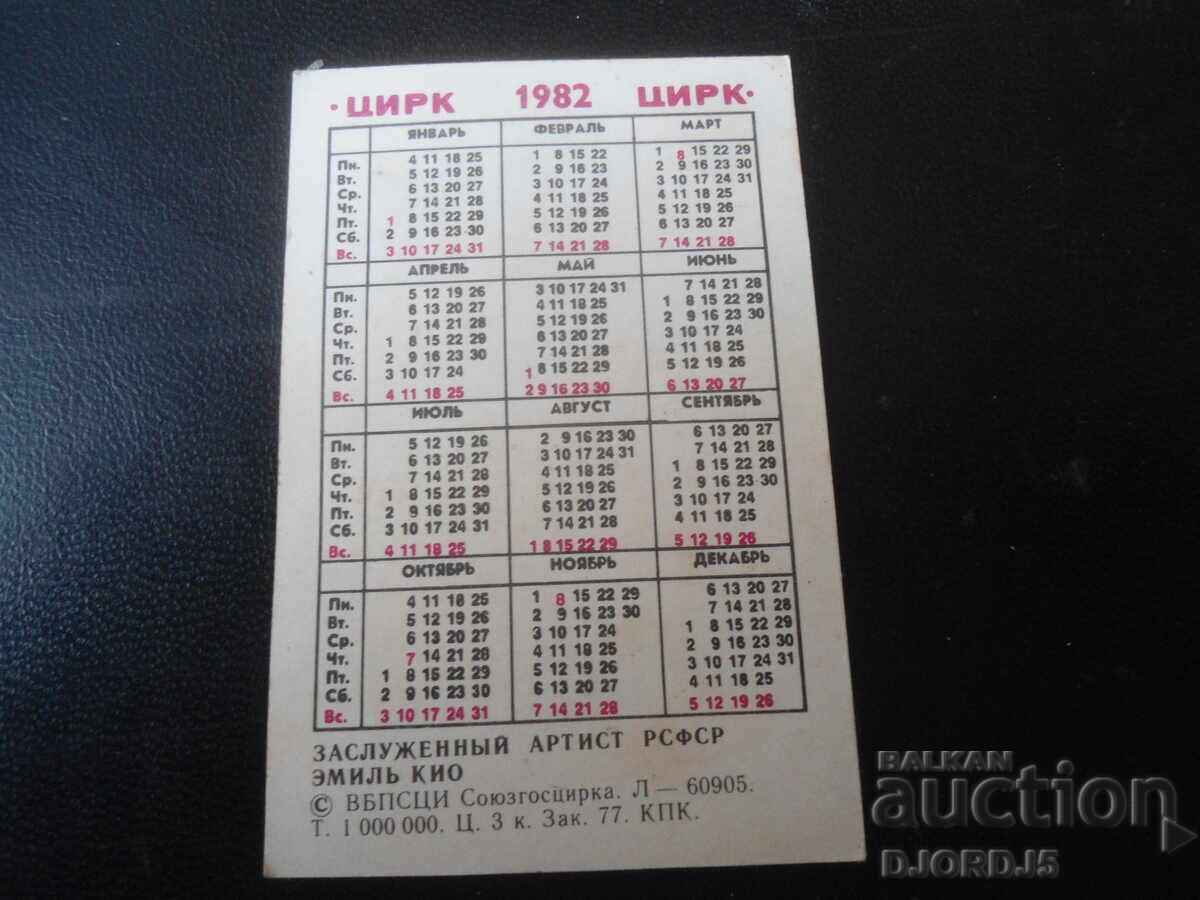 ·ЦИРК 1982 ЦИРК·
ЯНВАРЬ ФЕВРАЛЬ МАРТ
Пн. 4 11 18 25 1 8 15 22 1 8 15 22 29
Вт. 5 12 19 26 2 9 16 23 2 9 16 23 30
Ср. 6 13 20 27 3 10 17 24 3 10 17 24 31
Чт. 7 14 21 28 4 11 18 25 4 11 18 25
Пт. 1 8 15 22 29 5 12 19 26 5 12 19 26
Сб. 2 9 16 23 30 6 13 20 27 6 13 20 27
Вс. 3 10 17 24 31 7 14 21 28 7 14 21 28
АПРЕЛЬ МАЙ ИЮНЬ
Пн. 5 12 19 26 3 10 17 24 31 7 14 21 28
Вт. 6 13 20 27 4 11 18 25 1 8 15 22 29
Ср. 7 14 21 28 5 12 19 26 2 9 16 23 30
Чт. 1 8 15 22 29 6 13 20 27 3 10 17 24
Пт. 2 9 16 23 30 7 14 21 28 4 11 18 25
Сб. 3 10 17 24 1 8 15 22 29 5 12 19 26
Вс. 4 11 18 25 2 9 16 23 30 6 13 20 27
ИЮЛЬ АВГУСТ СЕНТЯБРЬ
Пн. 5 12 19 26 2 9 16 23 30 6 13 20 27
Вт. 6 13 20 27 3 10 17 24 31 7 14 21 28
Ср. 7 14 21 28 4 11 18 25 1 8 15 22 29
Чт. 1 8 15 22 29 5 12 19 26 2 9 16 23 30
Пт. 2 9 16 23 30 6 13 20 27 3 10 17 24
Сб. 3 10 17 24 31 7 14 21 28 4 11 18 25
Вс. 4 11 18 25 1 8 15 22 29 5 12 19 26
ОКТЯБРЬ НОЯБРЬ ДЕКАБРЬ
Пн. 4 11 18 25 1 8 15 22 29 6 13 20 27
Вт. 5 12 19 26 2 9 16 23 30 7 14 21 28
Ср. 6 13 20 27 3 10 17 24 1 8 15 22 29
Чт. 7 14 21 28 4 11 18 25 2 9 16 23 30
Пт. 1 8 15 22 29 5 12 19 26 3 10 17 24 31
Сб. 2 9 16 23 30 6 13 20 27 4 11 18 25
Вс. 3 10 17 24 31 7 14 21 28 5 12 19 26
ЗАСЛУЖЕННЫЙ АРТИСТ РСФСР
ЭМИЛЬ КИО
© ВБПСЦИ Союзгосцирка. Л — 60905.
Т. 1 000 000. Ц. 3 к. Зак. 77. КПК.
BALKAN
auction
DJORDJ5